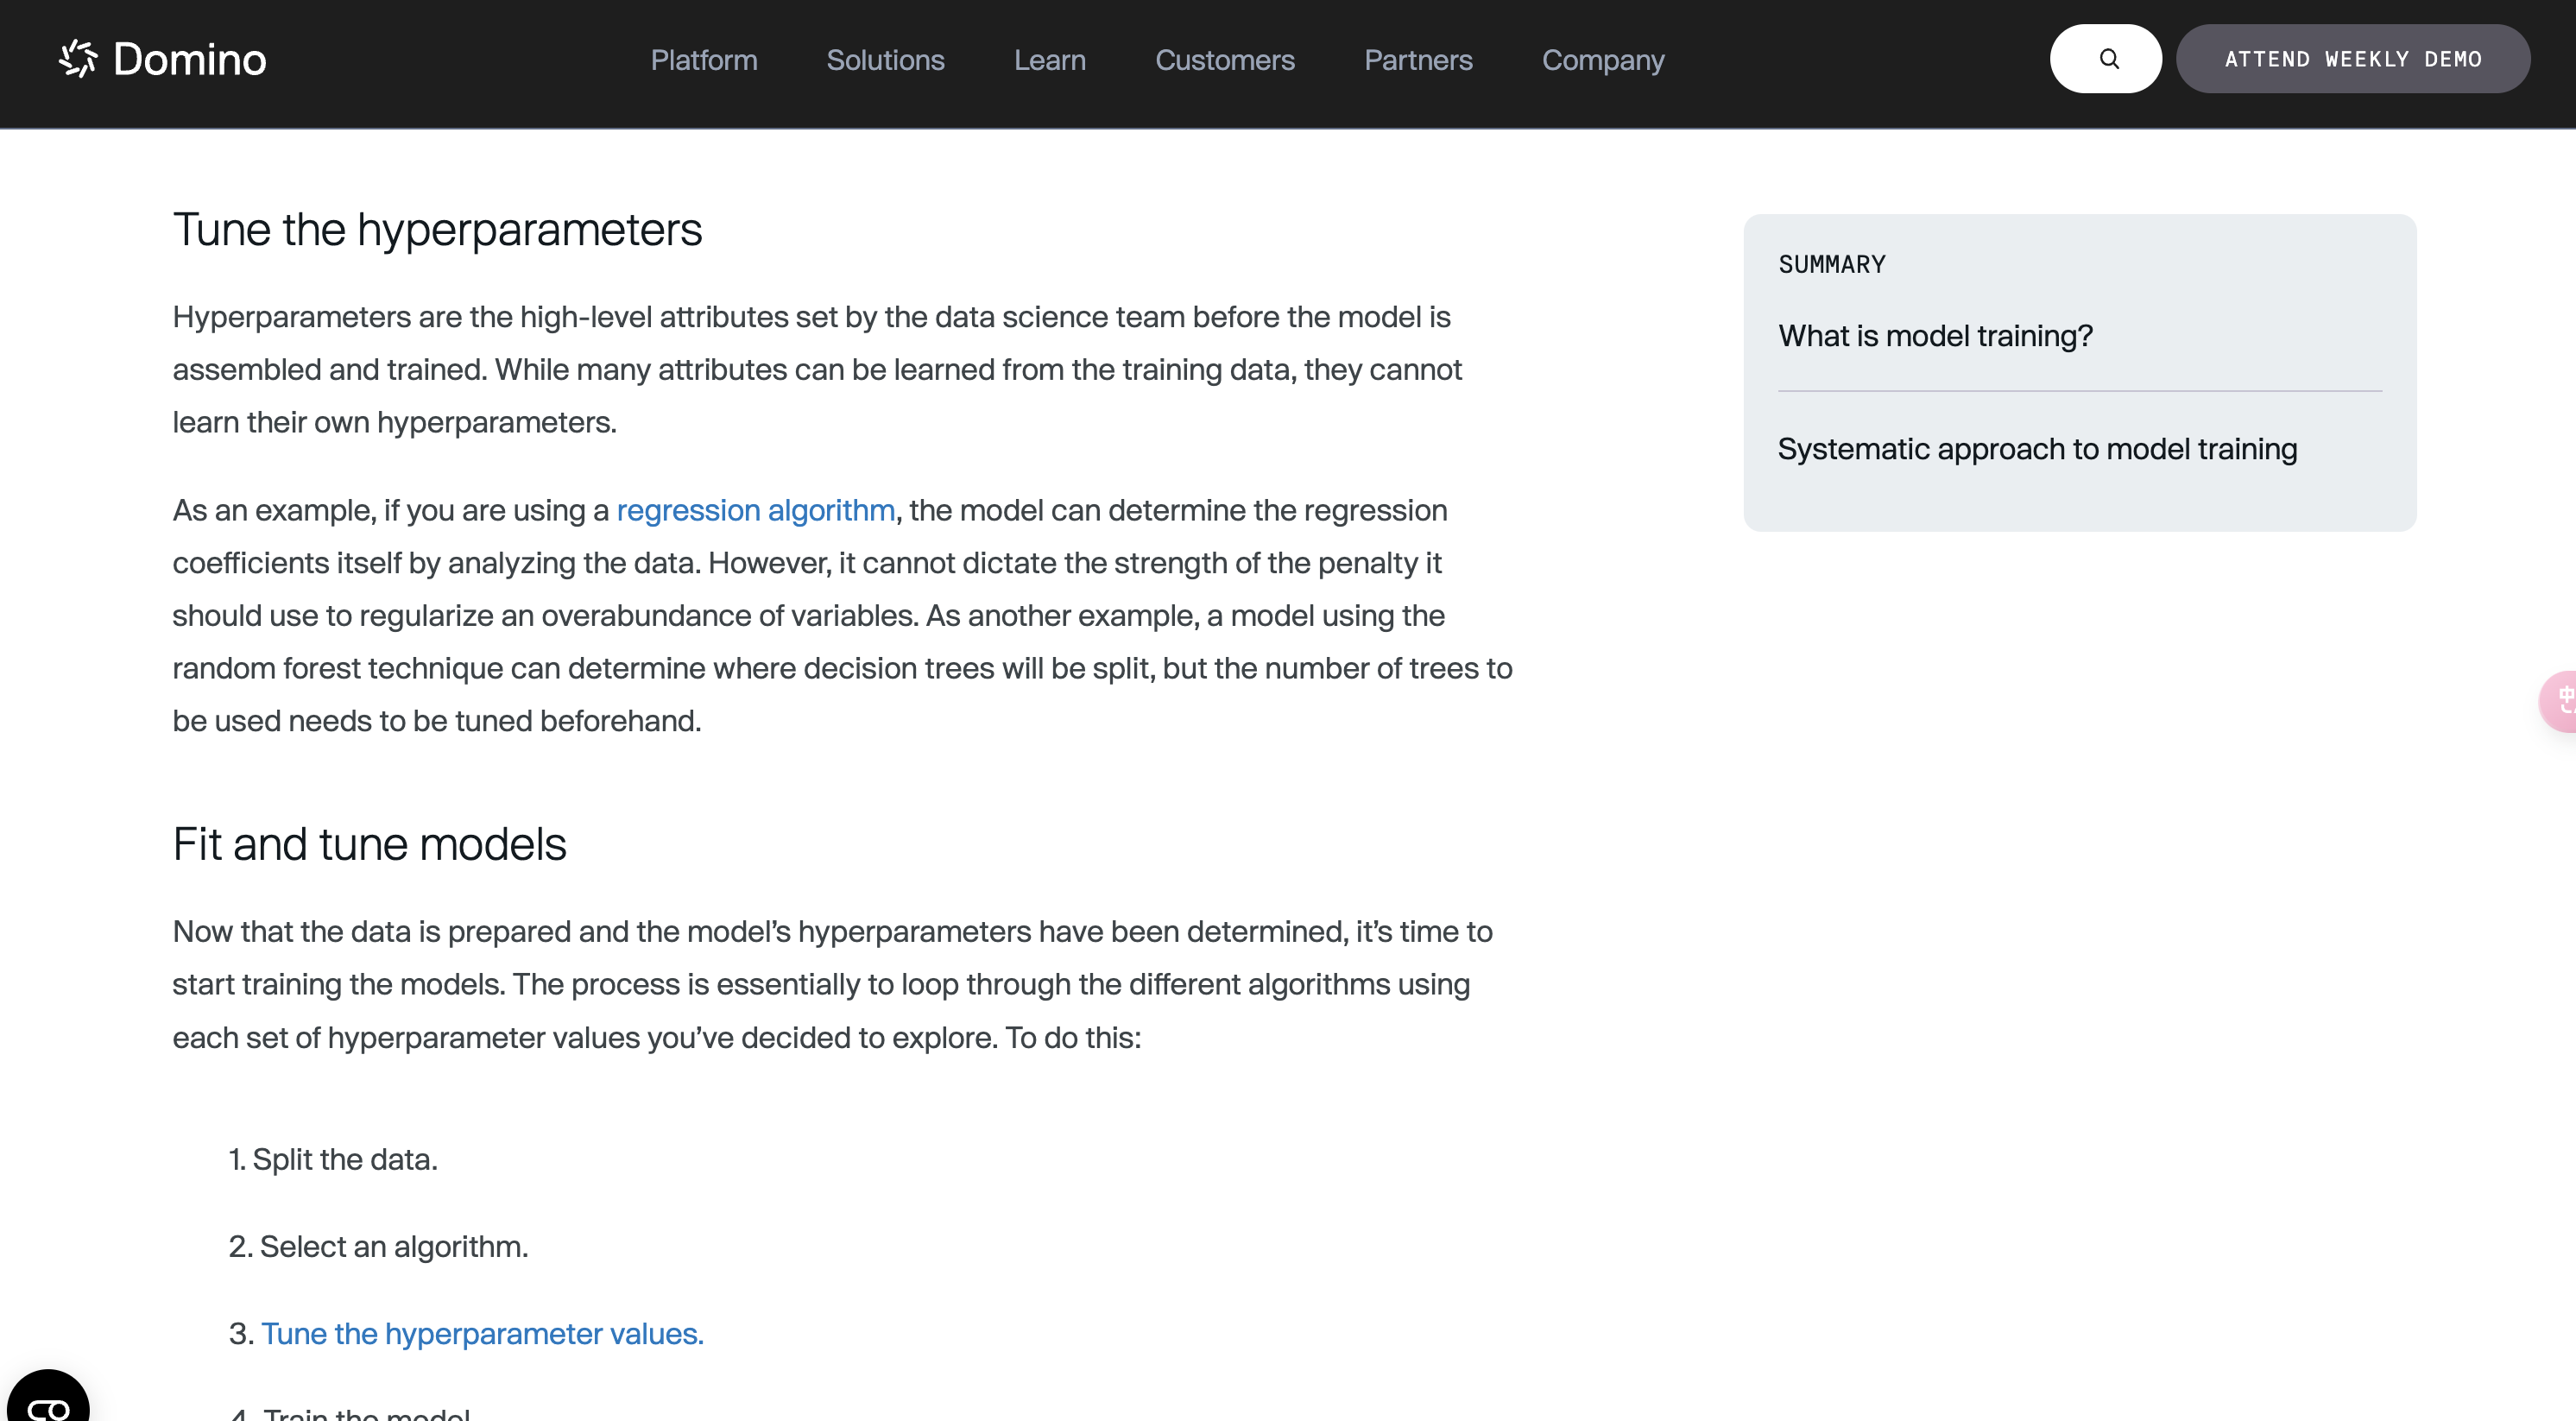 Domino
Platform
Solutions
Learn
Customers
Partners
Company
ATTEND WEEKLY DEMO
Tune the hyperparameters
Hyperparameters are the high-level attributes set by the data science team before the model is
assembled and trained. While many attributes can be learned from the training data, they cannot
learn their own hyperparameters.
As an example, if you are using a regression algorithm, the model can determine the regression
coefficients itself by analyzing the data. However, it cannot dictate the strength of the penalty it
should use to regularize an overabundance of variables. As another example, a model using the
random forest technique can determine where decision trees will be split, but the number of trees to
be used needs to be tuned beforehand.
Fit and tune models
Now that the data is prepared and the model’s hyperparameters have been determined, it’s time to
start training the models. The process is essentially to loop through the different algorithms using
each set of hyperparameter values you’ve decided to explore. To do this:
1. Split the data.
2. Select an algorithm.
3. Tune the hyperparameter values.
4. Train the model
SUMMARY
What is model training?
Systematic approach to model training
中